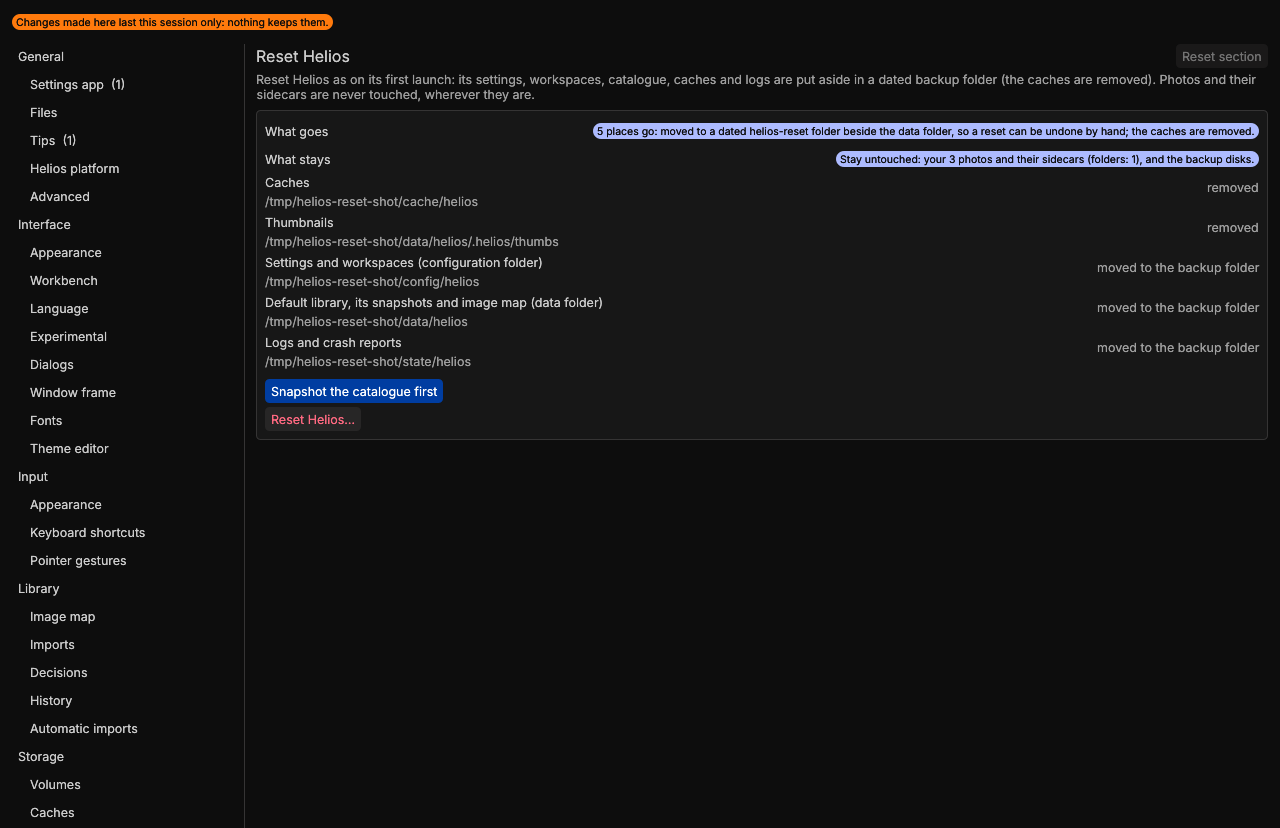 Changes made here last this session only: nothing keeps them.
General
Settings app (1)
Files
Tips (1)
Helios platform
Advanced
Interface
Appearance
Workbench
Language
Experimental
Dialogs
Window frame
Fonts
Theme editor
Input
Appearance
Keyboard shortcuts
Pointer gestures
Library
Image map
Imports
Decisions
History
Automatic imports
Storage
Volumes
Caches
Reset Helios
Reset section
Reset Helios as on its first launch: its settings, workspaces, catalogue, caches and logs are put aside in a dated backup folder (the caches are removed). Photos and their
sidecars are never touched, wherever they are.
What goes
5 places go: moved to a dated helios-reset folder beside the data folder, so a reset can be undone by hand; the caches are removed.
What stays
Stay untouched: your 3 photos and their sidecars (folders: 1), and the backup disks.
Caches
/tmp/helios-reset-shot/cache/helios
removed
Thumbnails
/tmp/helios-reset-shot/data/helios/.helios/thumbs
removed
Settings and workspaces (configuration folder)
/tmp/helios-reset-shot/config/helios
moved to the backup folder
Default library, its snapshots and image map (data folder)
/tmp/helios-reset-shot/data/helios
moved to the backup folder
Logs and crash reports
/tmp/helios-reset-shot/state/helios
moved to the backup folder
Snapshot the catalogue first
Reset Helios...